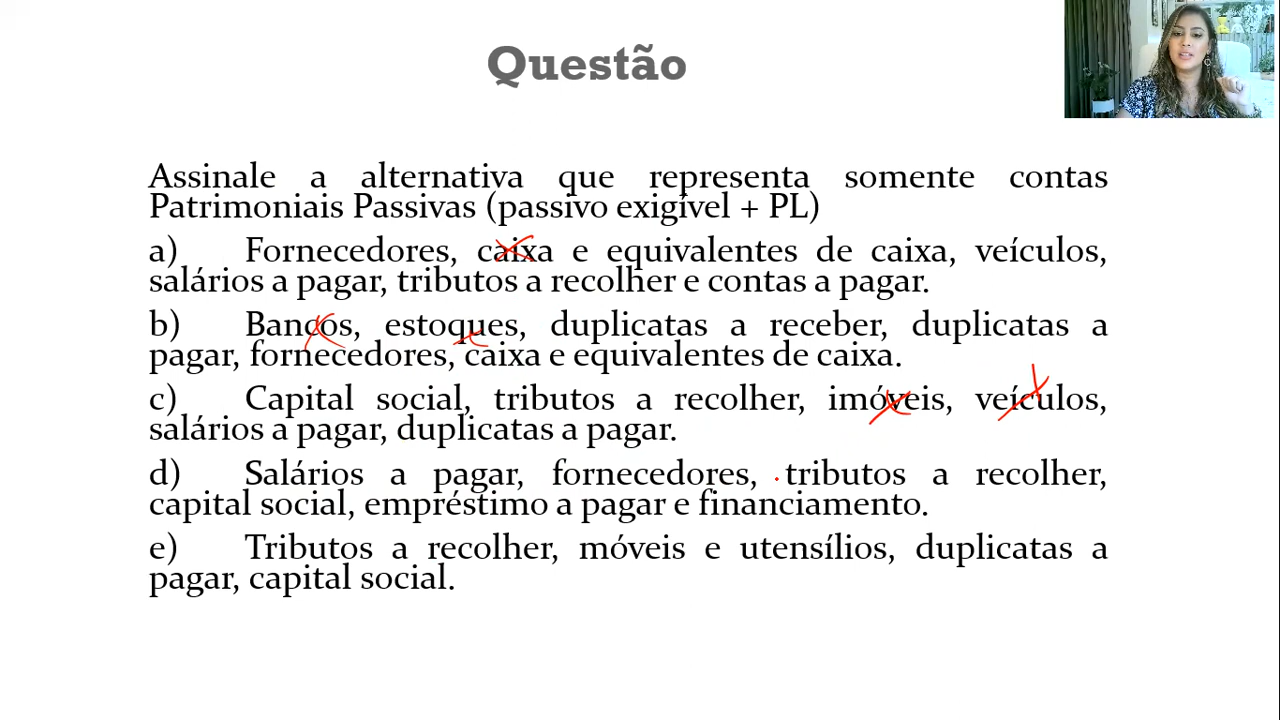 Questão
Assinale a alternativa que representa somente contas
Patrimoniais Passivas (passivo exigível + PL)
a) Fornecedores, caixa e equivalentes de caixa, veículos,
salários a pagar, tributos a recolher e contas a pagar.
b) Bancos, estoques, duplicatas a receber, duplicatas a
pagar, fornecedores, caixa e equivalentes de caixa.
c) Capital social, tributos a recolher, imóveis, veículos,
salários a pagar, duplicatas a pagar.
d) Salários a pagar, fornecedores, tributos a recolher,
capital social, empréstimo a pagar e financiamento.
e) Tributos a recolher, móveis e utensílios, duplicatas a
pagar, capital social.